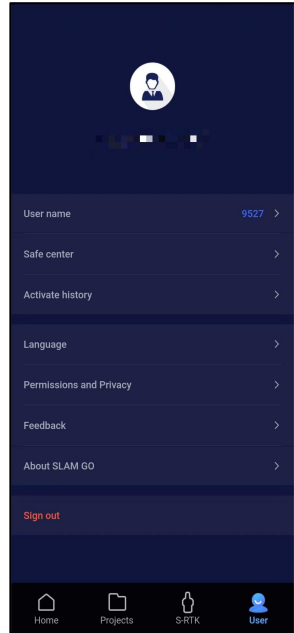 User name 9527
Safe center
Activate history
Language
Permissions and Privacy
Feedback
About SLAM GO
Sign out
Home Projects S-RTK User